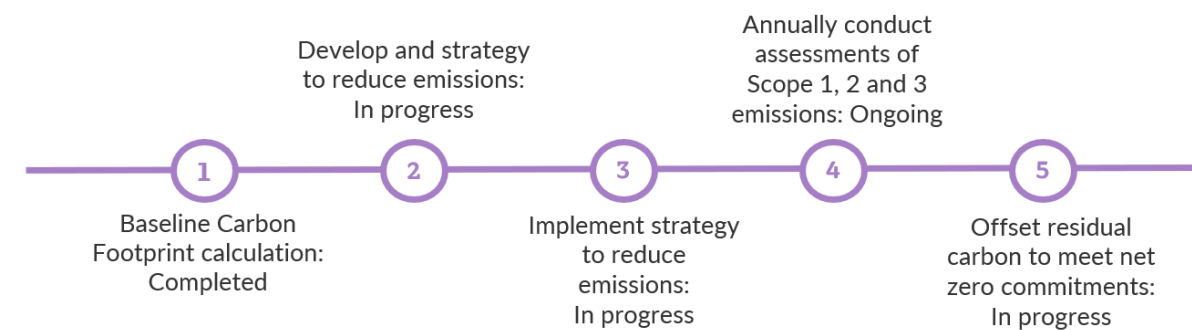 1
Baseline Carbon
Footprint calculation:
Completed
Develop and strategy
to reduce emissions:
In progress
2
3
Implement strategy
to reduce
emissions:
In progress
Annually conduct
assessments of
Scope 1, 2 and 3
emissions: Ongoing
4
5
Offset residual
carbon to meet net
zero commitments:
In progress